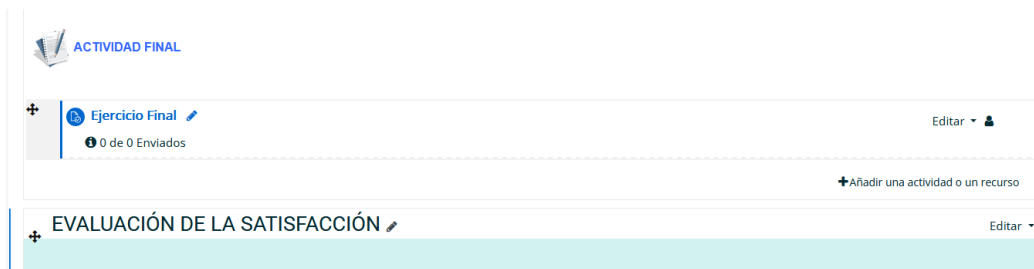 ACTIVIDAD FINAL
Ejercicio Final
Editar
0 de 0 Enviados
Añadir una actividad o un recurso
EVALUACIÓN DE LA SATISFACCIÓN
Editar